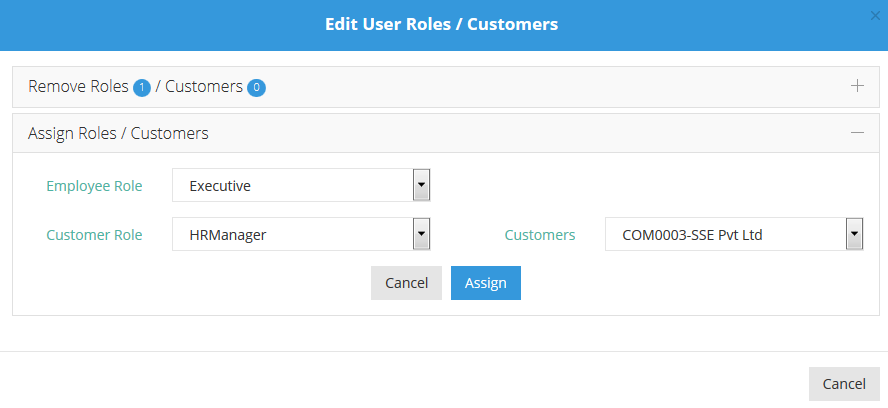 Edit User Roles / Customers
×
Remove Roles 1 / Customers 0
Assign Roles / Customers
Employee Role Executive
Customer Role HRManager Customers COM0003-SSE Pvt Ltd
Cancel Assign
Cancel